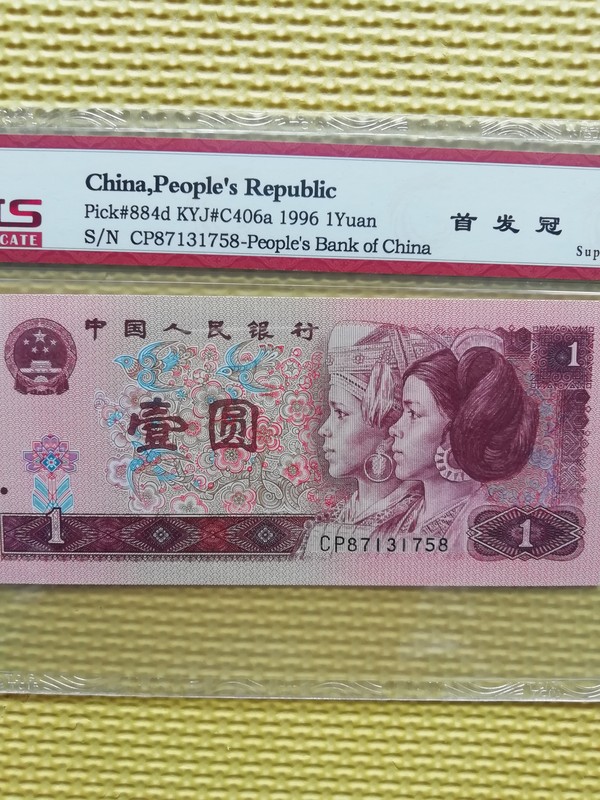 China,People's Republic
Pick#884d KYJ#C406a 1996 1Yuan
S/N CP87131758-People's Bank of China
首发冠
中国人民银行
1
壹圆
1
CP87131758
1